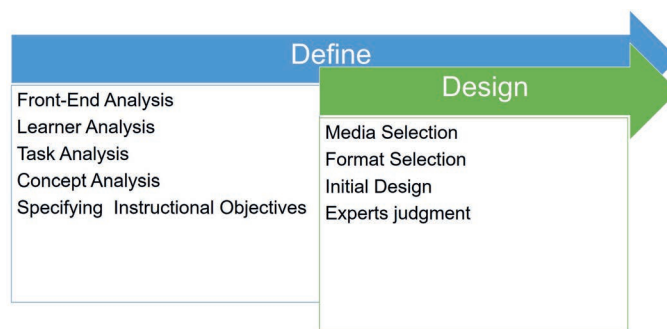 Define
Design
Front-End Analysis
Learner Analysis
Task Analysis
Concept Analysis
Specifying Instructional Objectives
Media Selection
Format Selection
Initial Design
Experts judgment